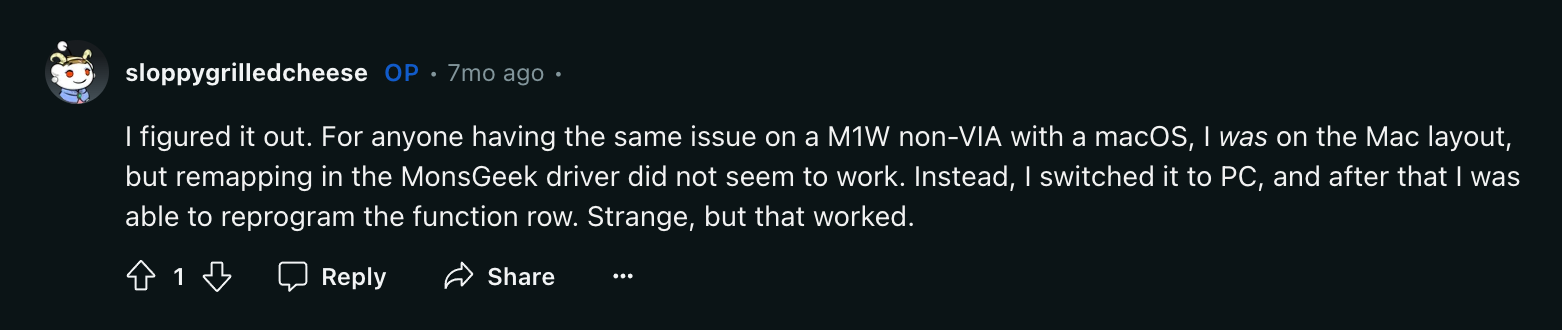 sloppygrilledcheese OP • 7mo ago •
I figured it out. For anyone having the same issue on a M1W non-VIA with a macOS, I was on the Mac layout,
but remapping in the MonsGeek driver did not seem to work. Instead, I switched it to PC, and after that I was
able to reprogram the function row. Strange, but that worked.
1 Reply Share ...